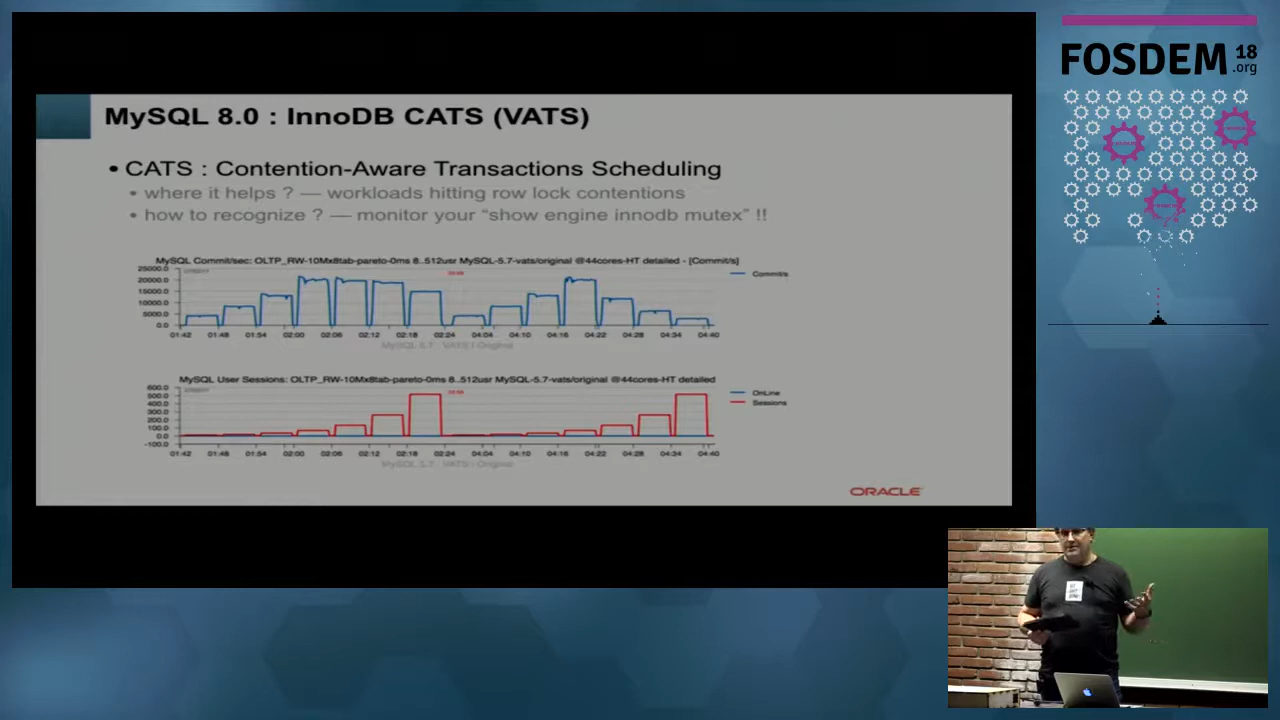 FOSDEM 18
.org
MySQL 8.0 : InnoDB CATS (VATS)
• CATS : Contention-Aware Transactions Scheduling
• where it helps ? — workloads hitting row lock contentions
• how to recognize ? — monitor your “show engine innodb mutex” !!
MySQL Commit/sec: OLTP_RW-10Mx8tab-pareto-0ms 8..512usr MySQL-5.7-vats/original @44cores-HT detailed - [Commit/s]
25000.0
20000.0
15000.0
10000.0
5000.0
0.0
Commit/s
01:42 01:48 01:54 02:00 02:06 02:12 02:18 02:24 04:04 04:10 04:16 04:22 04:28 04:34 04:40
MySQL 5.7 : VATS / Original
MySQL User Sessions: OLTP_RW-10Mx8tab-pareto-0ms 8..512usr MySQL-5.7-vats/original @44cores-HT detailed
600.0
500.0
400.0
300.0
200.0
100.0
0.0
-100.0
OnLine
Sessions
01:42 01:48 01:54 02:00 02:06 02:12 02:18 02:24 04:04 04:10 04:16 04:22 04:28 04:34 04:40
MySQL 5.7 : VATS / Original
ORACLE